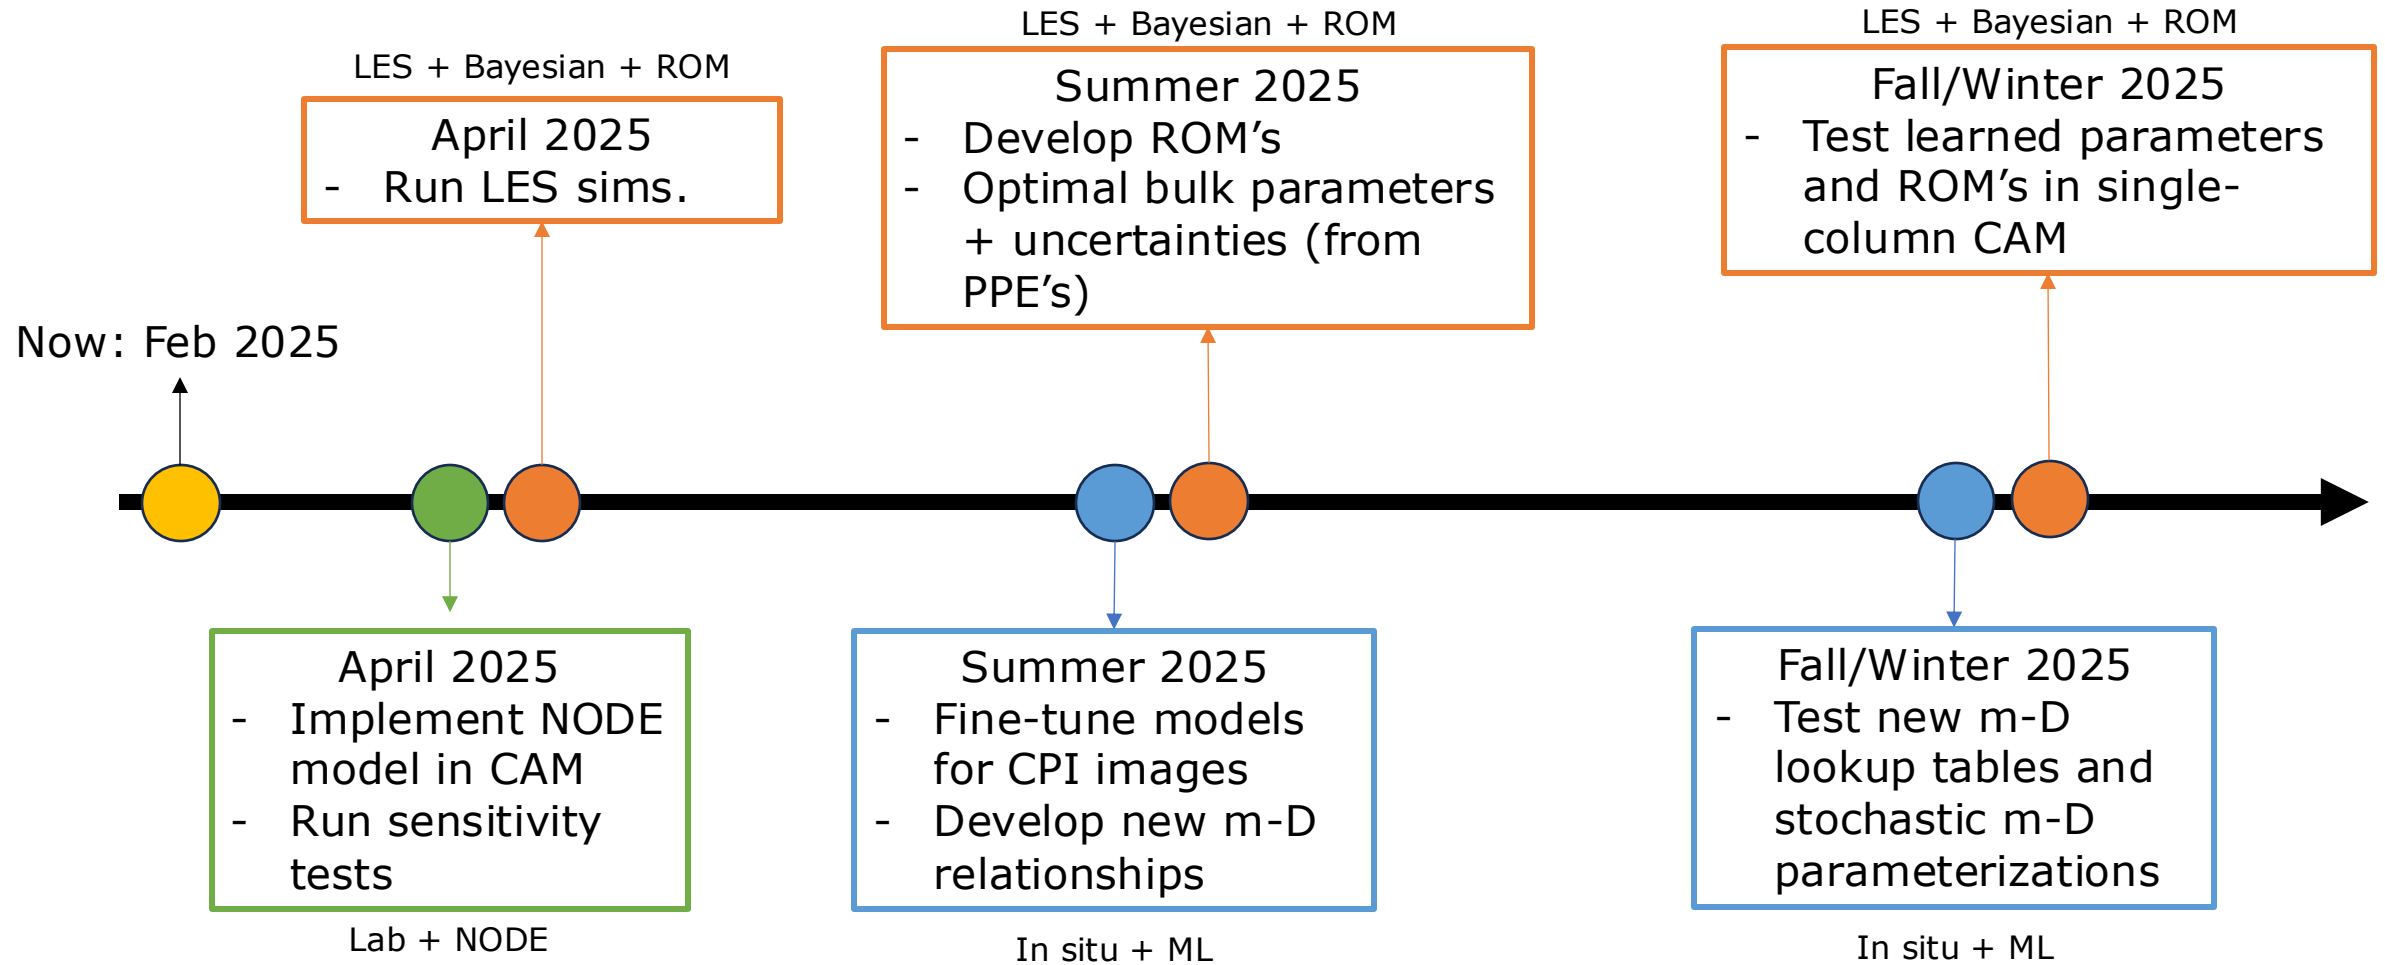 LES + Bayesian + ROM
April 2025
- Run LES sims.
LES + Bayesian + ROM
Summer 2025
- Develop ROM’s
- Optimal bulk parameters
+ uncertainties (from
PPE’s)
LES + Bayesian + ROM
Fall/Winter 2025
- Test learned parameters
and ROM’s in single-
column CAM
Now: Feb 2025
April 2025
- Implement NODE
model in CAM
- Run sensitivity
tests
Lab + NODE
Summer 2025
- Fine-tune models
for CPI images
- Develop new m-D
relationships
In situ + ML
Fall/Winter 2025
- Test new m-D
lookup tables and
stochastic m-D
parameterizations
In situ + ML